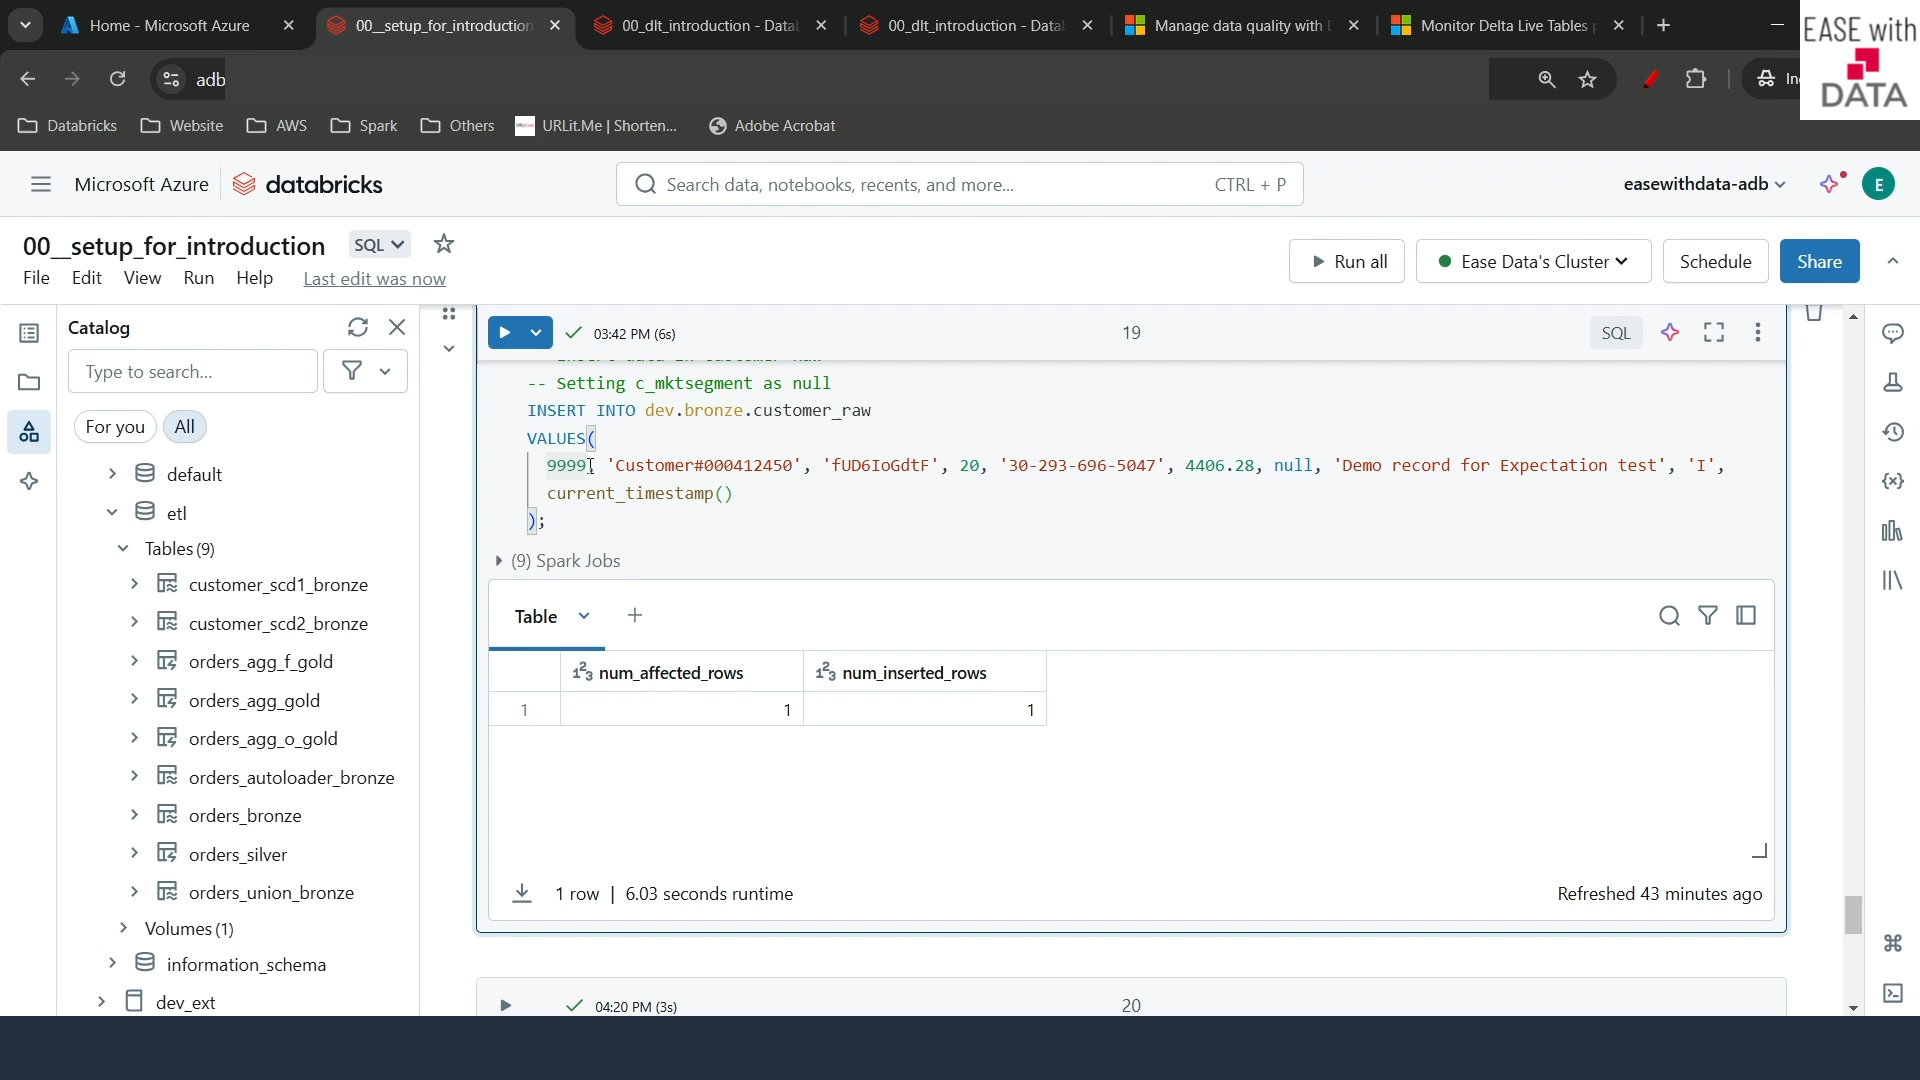 Home - Microsoft Azure
00__setup_for_introduction
00_dlt_introduction - Datab
00_dlt_introduction - Datab
Manage data quality with
Monitor Delta Live Tables
EASE with
DATA
adb
Databricks
Website
AWS
Spark
Others
URLit.Me | Shorten...
Adobe Acrobat
Microsoft Azure
databricks
Search data, notebooks, recents, and more...
CTRL + P
easewithdata-adb
E
00__setup_for_introduction
SQL
File
Edit
View
Run
Help
Last edit was now
Run all
Ease Data's Cluster
Schedule
Share
Catalog
Type to search...
For you
All
default
etl
Tables (9)
customer_scd1_bronze
customer_scd2_bronze
orders_agg_f_gold
orders_agg_gold
orders_agg_o_gold
orders_autoloader_bronze
orders_bronze
orders_silver
orders_union_bronze
Volumes (1)
information_schema
dev_ext
03:42 PM (6s)
19
SQL
-- Setting c_mktsegment as null
INSERT INTO dev.bronze.customer_raw
VALUES(
9999, 'Customer#000412450', 'fUD6IoGdtF', 20, '30-293-696-5047', 4406.28, null, 'Demo record for Expectation test', 'I',
current_timestamp()
);
(9) Spark Jobs
Table
num_affected_rows
num_inserted_rows
1
1
1
1 row | 6.03 seconds runtime
Refreshed 43 minutes ago
04:20 PM (3s)
20